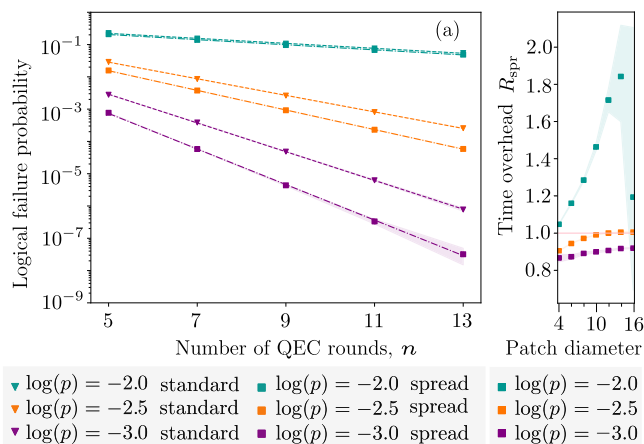 (a)
Logical failure probability
10⁻¹
10⁻³
10⁻⁵
10⁻⁷
10⁻⁹
5 7 9 11 13
Number of QEC rounds, n
Time overhead R_spr
2.0
1.8
1.6
1.4
1.2
1.0
0.8
4 10 16
Patch diameter
log(p) = −2.0 standard
log(p) = −2.5 standard
log(p) = −3.0 standard
log(p) = −2.0 spread
log(p) = −2.5 spread
log(p) = −3.0 spread
log(p) = −2.0
log(p) = −2.5
log(p) = −3.0